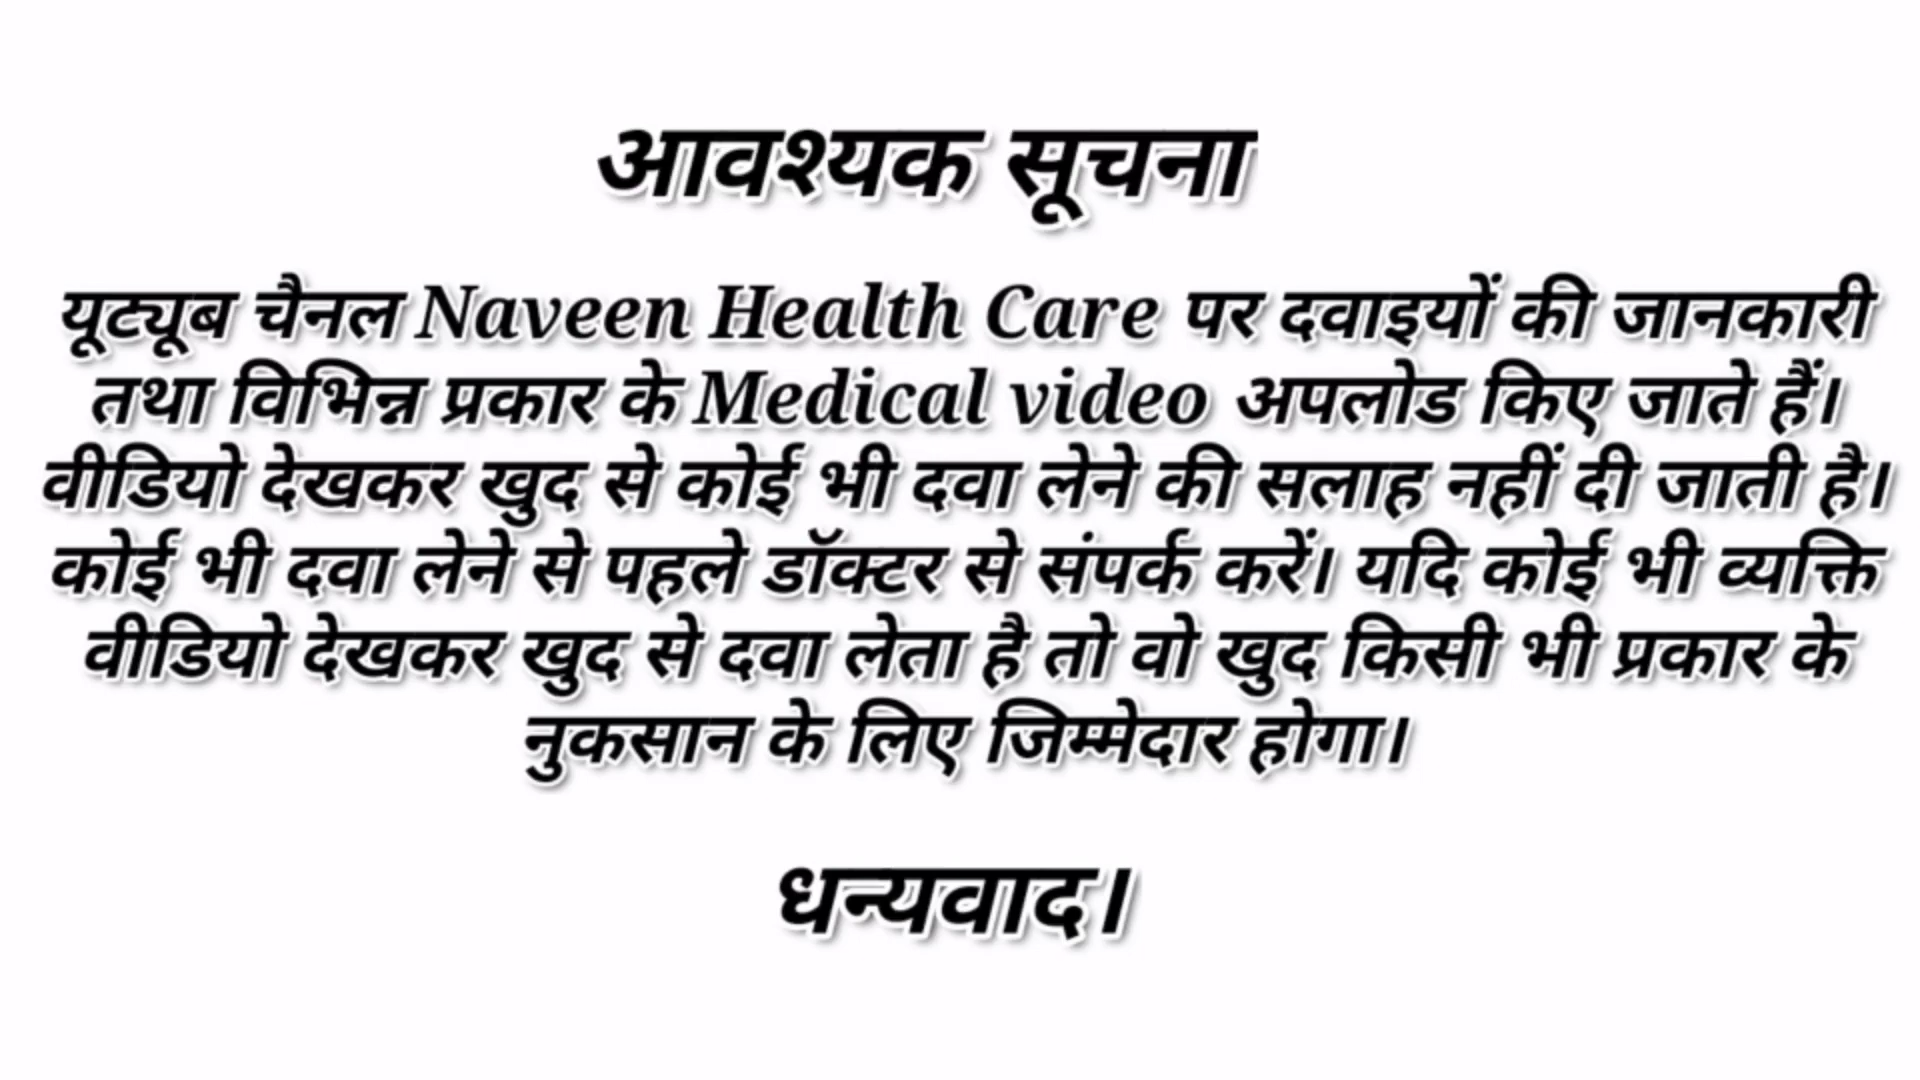 आवश्यक सूचना
यूट्यूब चैनल Naveen Health Care पर दवाइयों की जानकारी
तथा विभिन्न प्रकार के Medical video अपलोड किए जाते हैं।
वीडियो देखकर खुद से कोई भी दवा लेने की सलाह नहीं दी जाती है।
कोई भी दवा लेने से पहले डॉक्टर से संपर्क करें। यदि कोई भी व्यक्ति
वीडियो देखकर खुद से दवा लेता है तो वो खुद किसी भी प्रकार के
नुकसान के लिए जिम्मेदार होगा।
धन्यवाद।